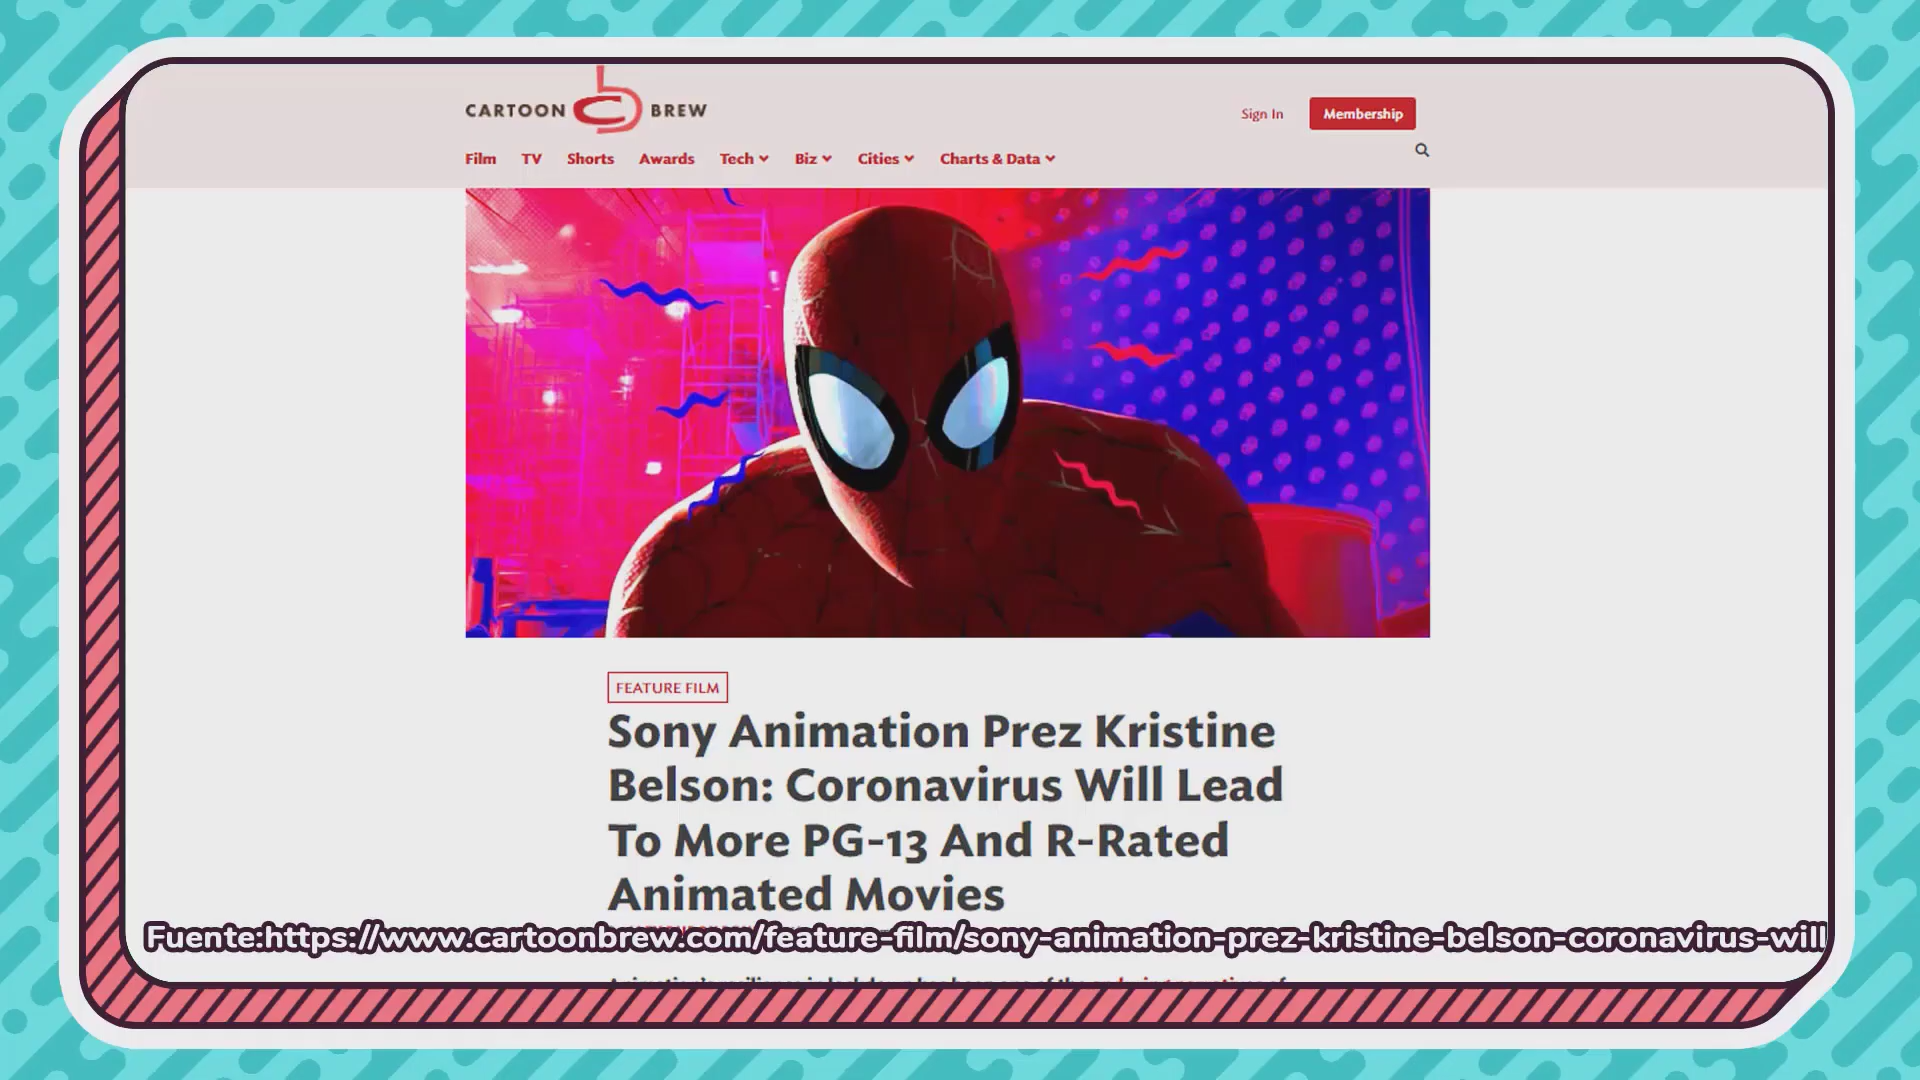 CARTOON BREW
Sign In
Membership
Film TV Shorts Awards Tech Biz Cities Charts & Data
FEATURE FILM
Sony Animation Prez Kristine
Belson: Coronavirus Will Lead
To More PG-13 And R-Rated
Animated Movies
Fuente:https://www.cartoonbrew.com/feature-film/sony-animation-prez-kristine-belson-coronavirus-will